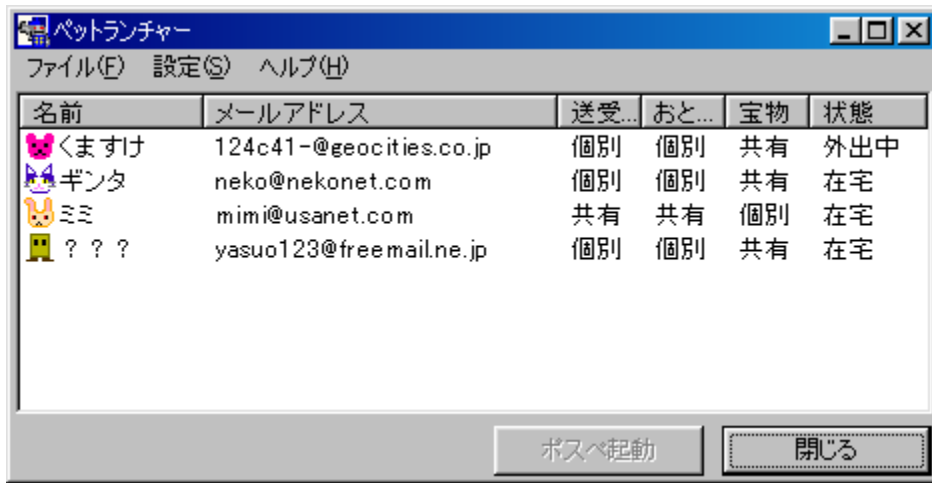 ペットランチャー
ファイル(F) 設定(S) ヘルプ(H)
名前 メールアドレス 送受... おと... 宝物 状態
くますけ 124c41-@geocities.co.jp 個別 個別 共有 外出中
ギンタ neko@nekonet.com 個別 個別 共有 在宅
ミミ mimi@usanet.com 共有 共有 個別 在宅
？？？ yasuo123@freemail.ne.jp 個別 個別 共有 在宅
ポスペ起動 閉じる